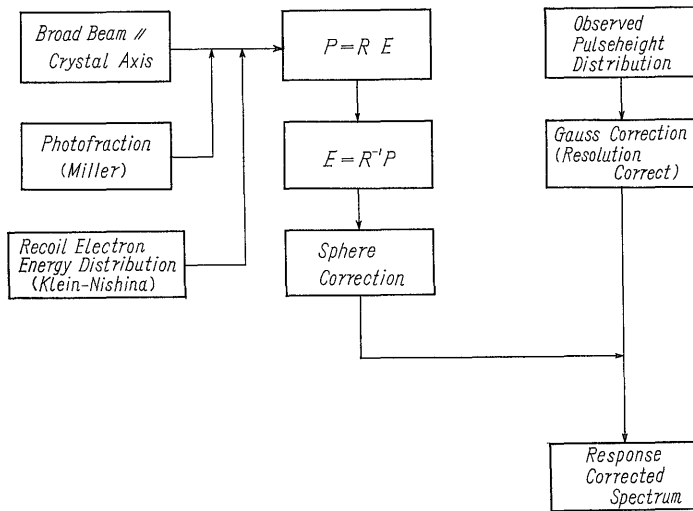 Broad Beam //
Crystal Axis
Photofraction
(Miller)
Recoil Electron
Energy Distribution
(Klein-Nishina)
P = R E
E = R⁻¹P
Sphere
Correction
Observed
Pulseheight
Distribution
Gauss Correction
(Resolution
Correct)
Response
Corrected
Spectrum